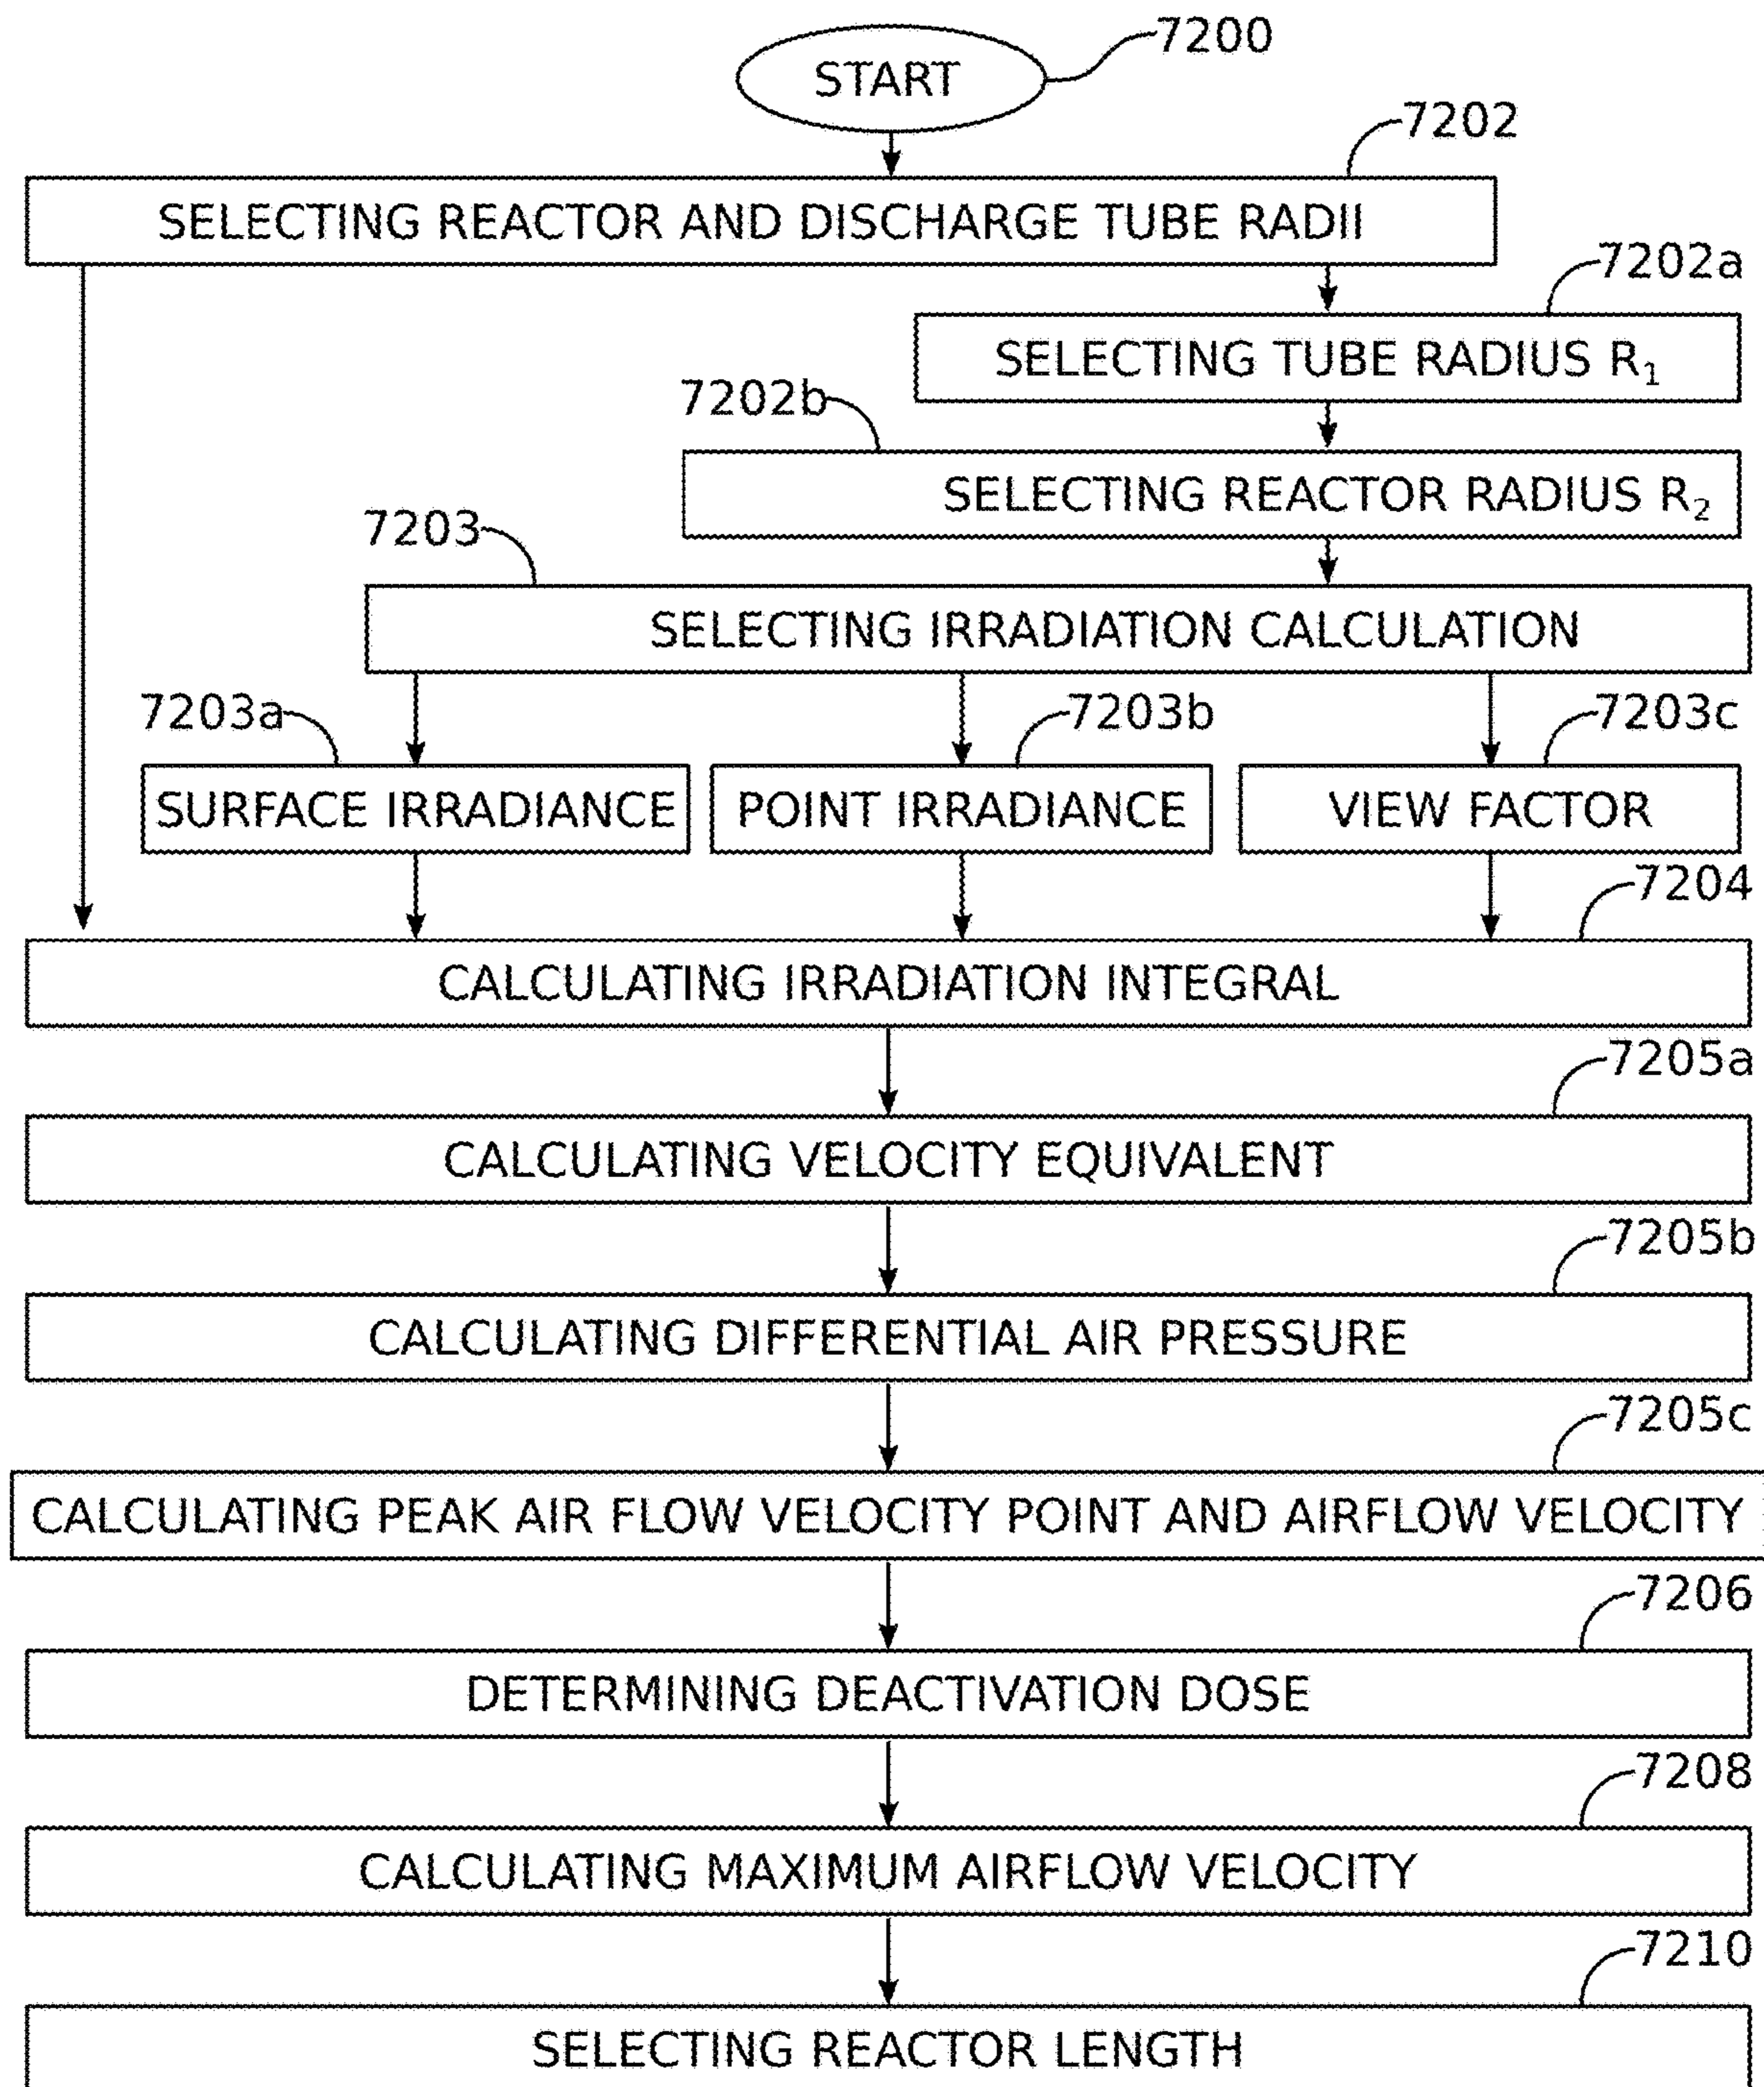 START
7200
7202
SELECTING REACTOR AND DISCHARGE TUBE RADII
7202a
SELECTING TUBE RADIUS R₁
7202b
SELECTING REACTOR RADIUS R₂
7203
SELECTING IRRADIATION CALCULATION
7203a
7203b
7203c
SURFACE IRRADIANCE
POINT IRRADIANCE
VIEW FACTOR
7204
CALCULATING IRRADIATION INTEGRAL
7205a
CALCULATING VELOCITY EQUIVALENT
7205b
CALCULATING DIFFERENTIAL AIR PRESSURE
7205c
CALCULATING PEAK AIR FLOW VELOCITY POINT AND AIRFLOW VELOCITY
7206
DETERMINING DEACTIVATION DOSE
7208
CALCULATING MAXIMUM AIRFLOW VELOCITY
7210
SELECTING REACTOR LENGTH